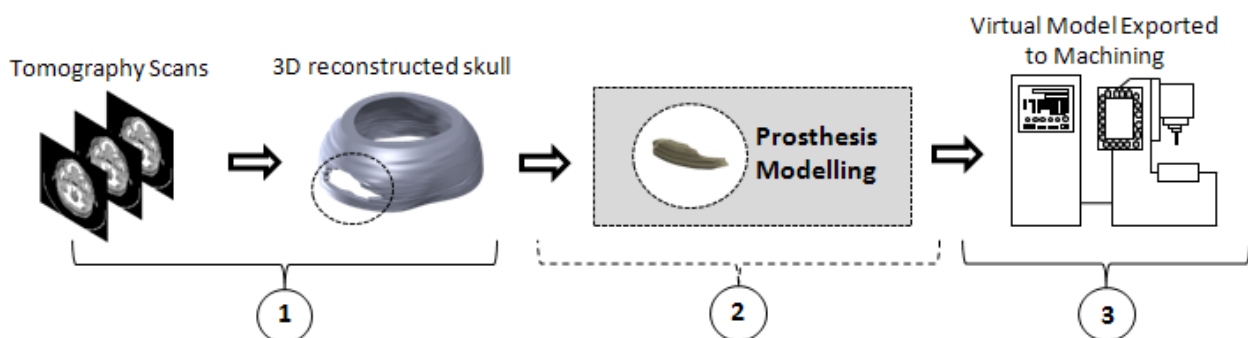 Tomography Scans
3D reconstructed skull
Prosthesis
Modelling
Virtual Model Exported
to Machining
1
2
3